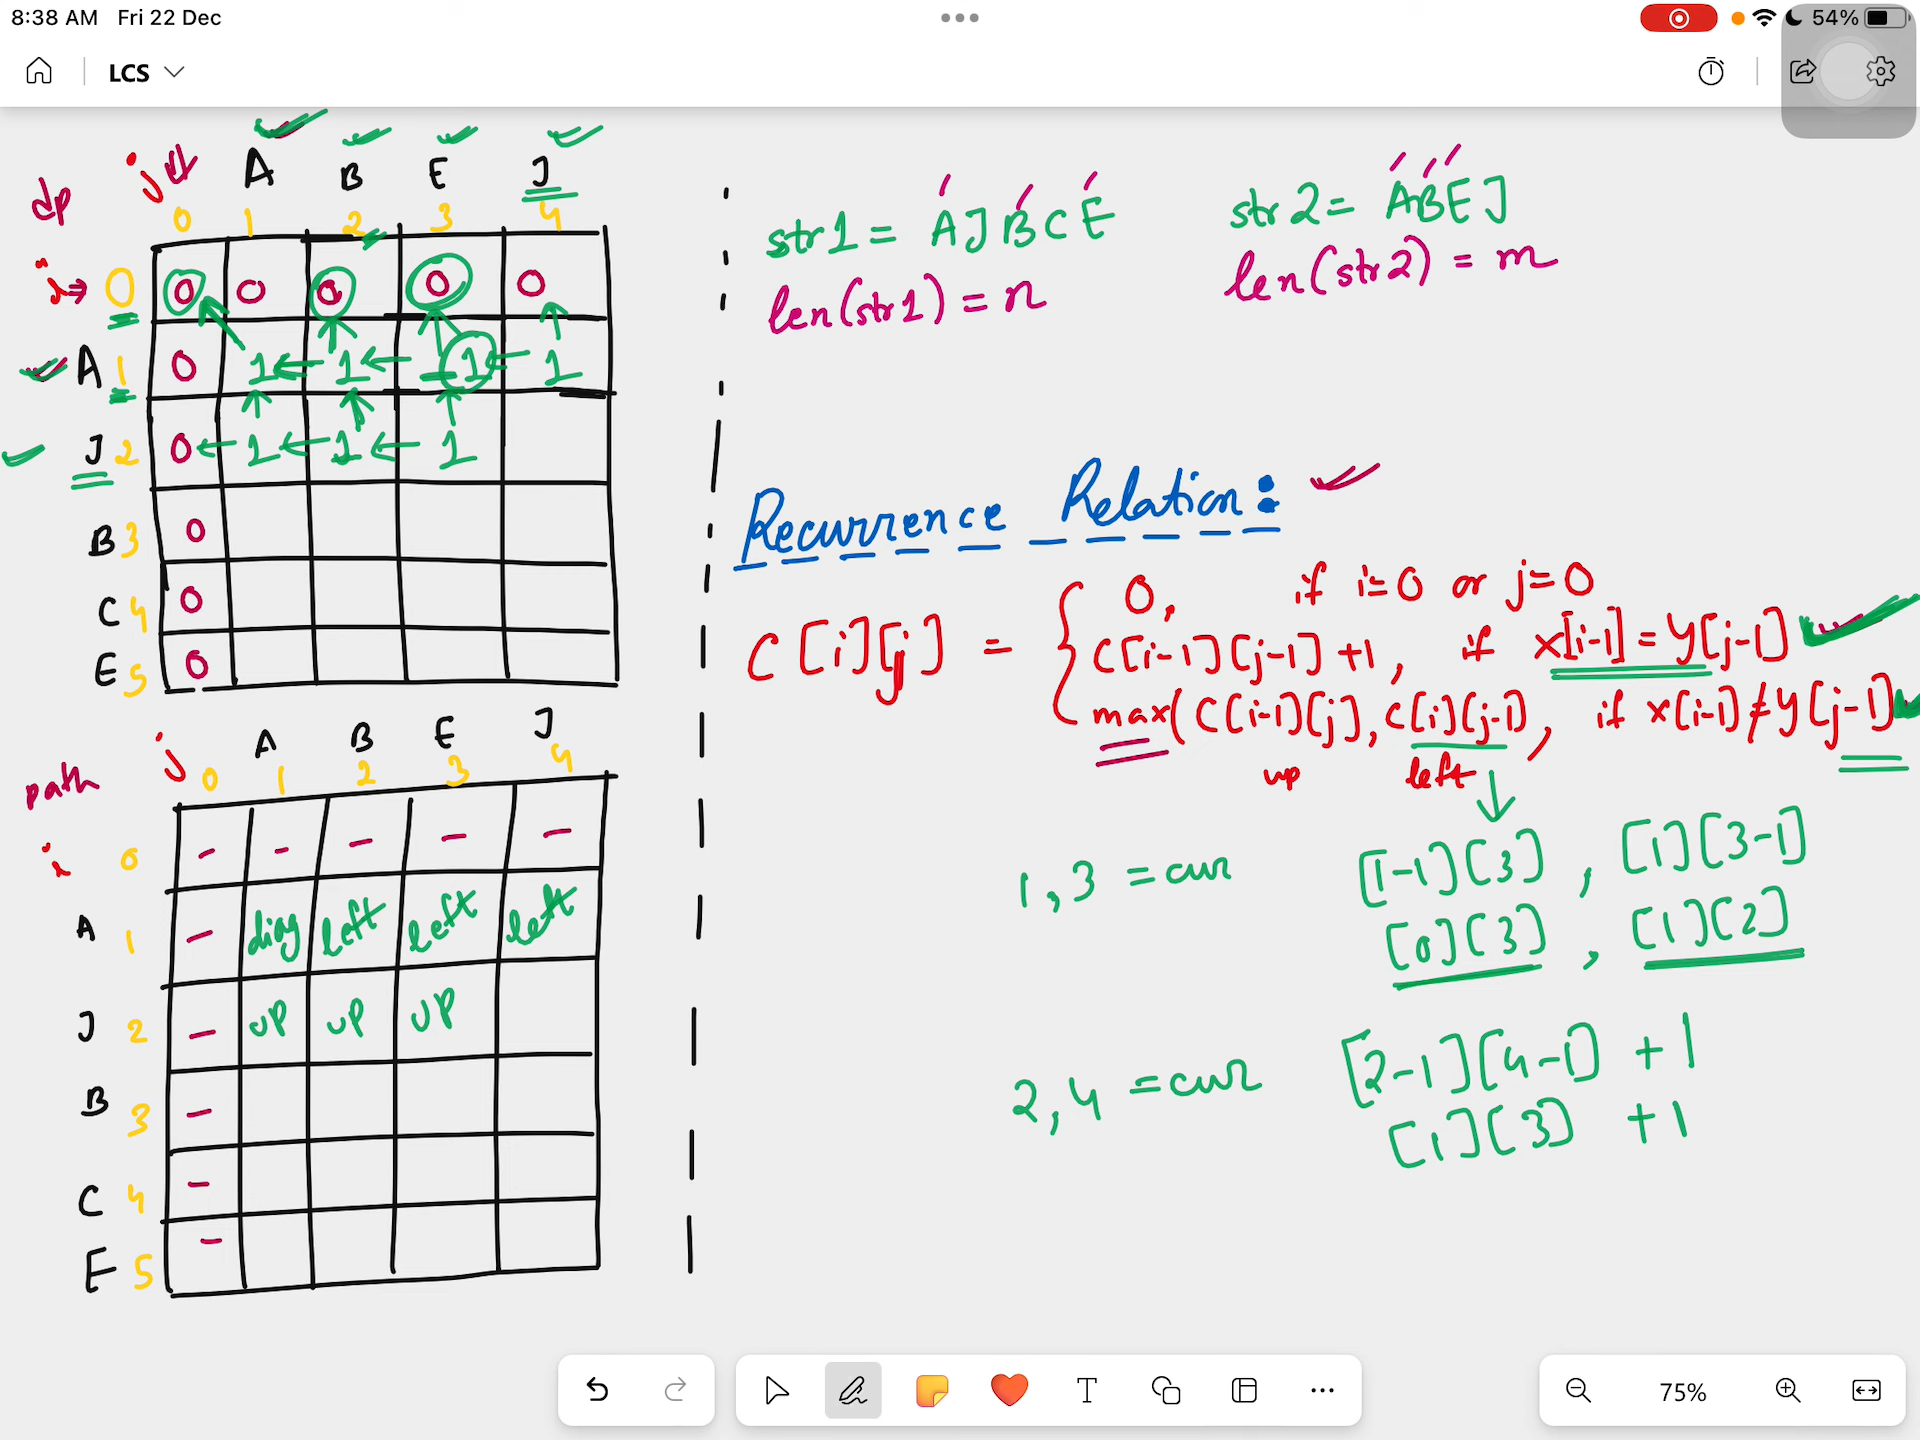 8:38 AM Fri 22 Dec
54%
LCS
dp j A B E J
0 1 2 3 4
i 0 0 0 0 0 0
A 1 0 1 1 1 1
J 2 0 1 1 1
B 3 0
C 4 0
E 5 0
path j A B E J
0 1 2 3 4
i 0 - - - - -
A 1 - diag left left left
J 2 - up up up
B 3 -
C 4 -
E 5 -
str1 = AJBCE
len(str1) = n
str2 = ABEJ
len(str2) = m
Recurrence Relation:
0, if i=0 or j=0
C[i][j] = { C[i-1][j-1]+1, if x[i-1] = y[j-1]
max(C[i-1][j], C[i][j-1), if x[i-1] ≠ y[j-1]
up left
1,3 = cur [1-1][3], [1][3-1]
[0][3], [1][2]
2,4 = cur [2-1][4-1] + 1
[1][3] + 1
75%